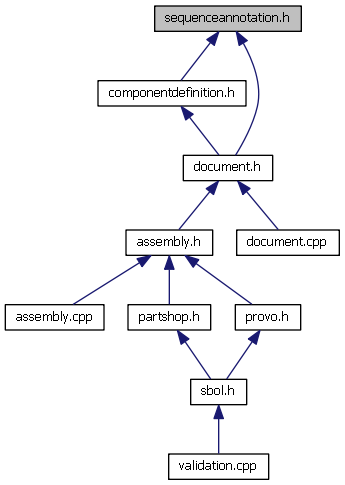 sequenceannotation.h
componentdefinition.h
document.h
assembly.h
document.cpp
assembly.cpp
partshop.h
provo.h
sbol.h
validation.cpp